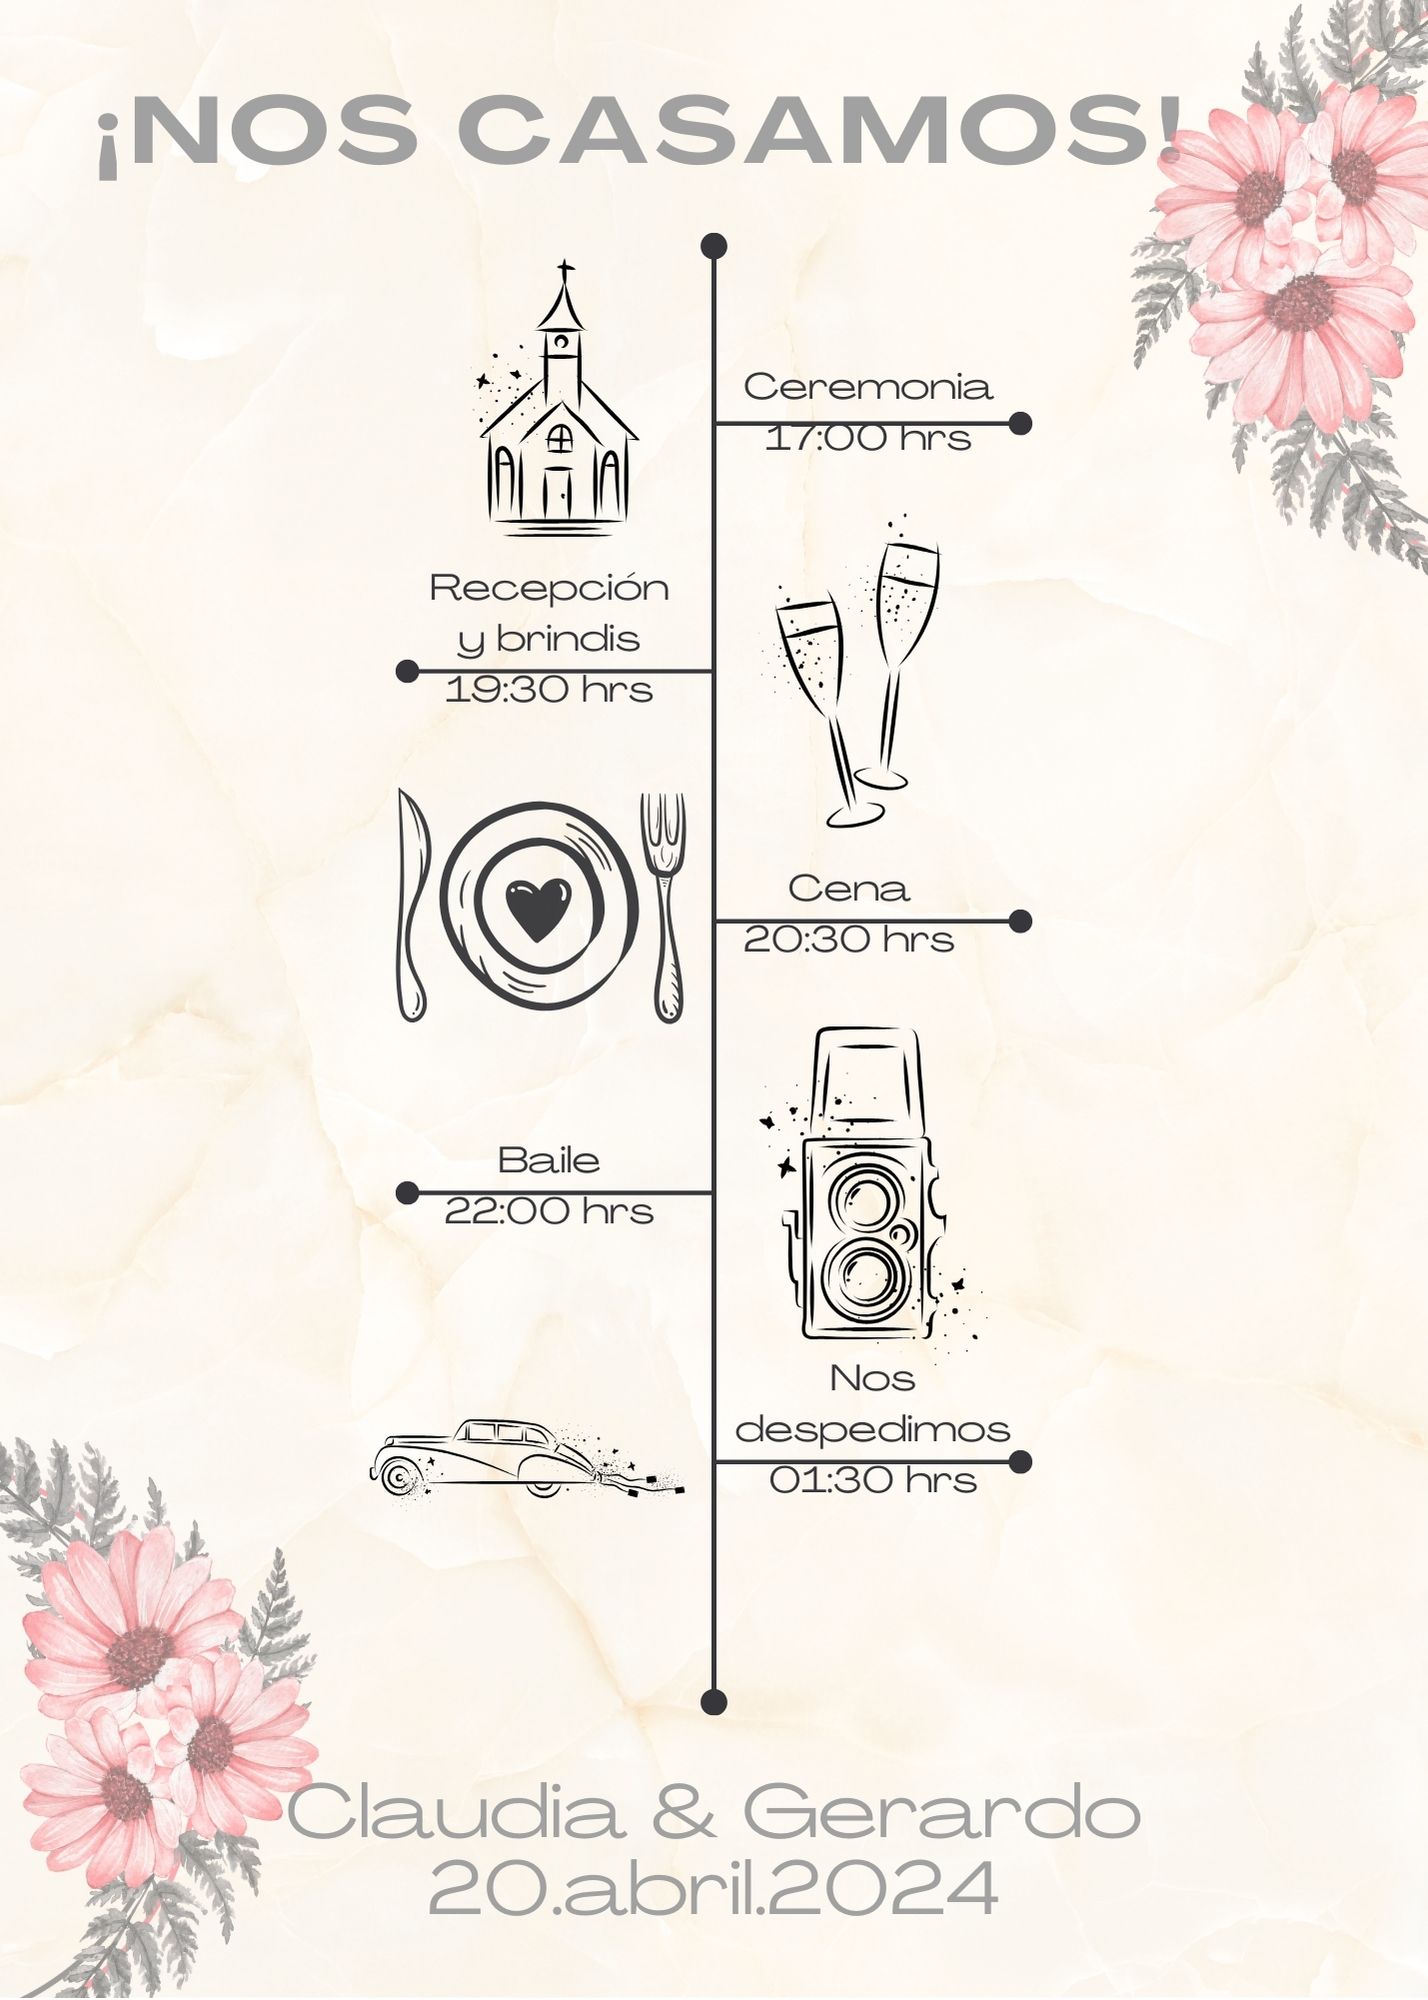 ¡NOS CASAMOS!
Ceremonia
17:00 hrs
Recepción
y brindis
19:30 hrs
Cena
20:30 hrs
Baile
22:00 hrs
Nos
despedimos
01:30 hrs
Claudia & Gerardo
20.abril.2024